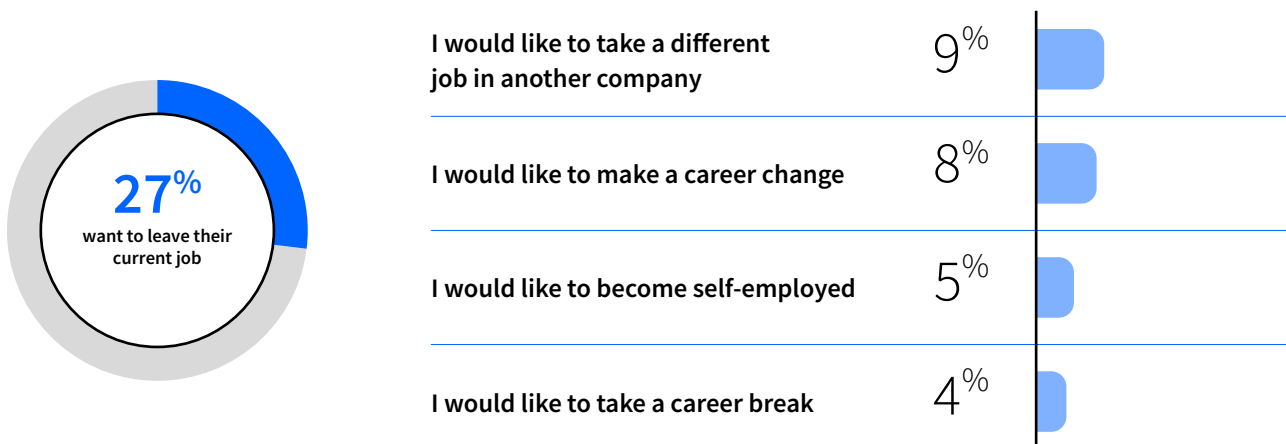 27%
want to leave their
current job
I would like to take a different
job in another company
9%
I would like to make a career change
8%
I would like to become self-employed
5%
I would like to take a career break
4%